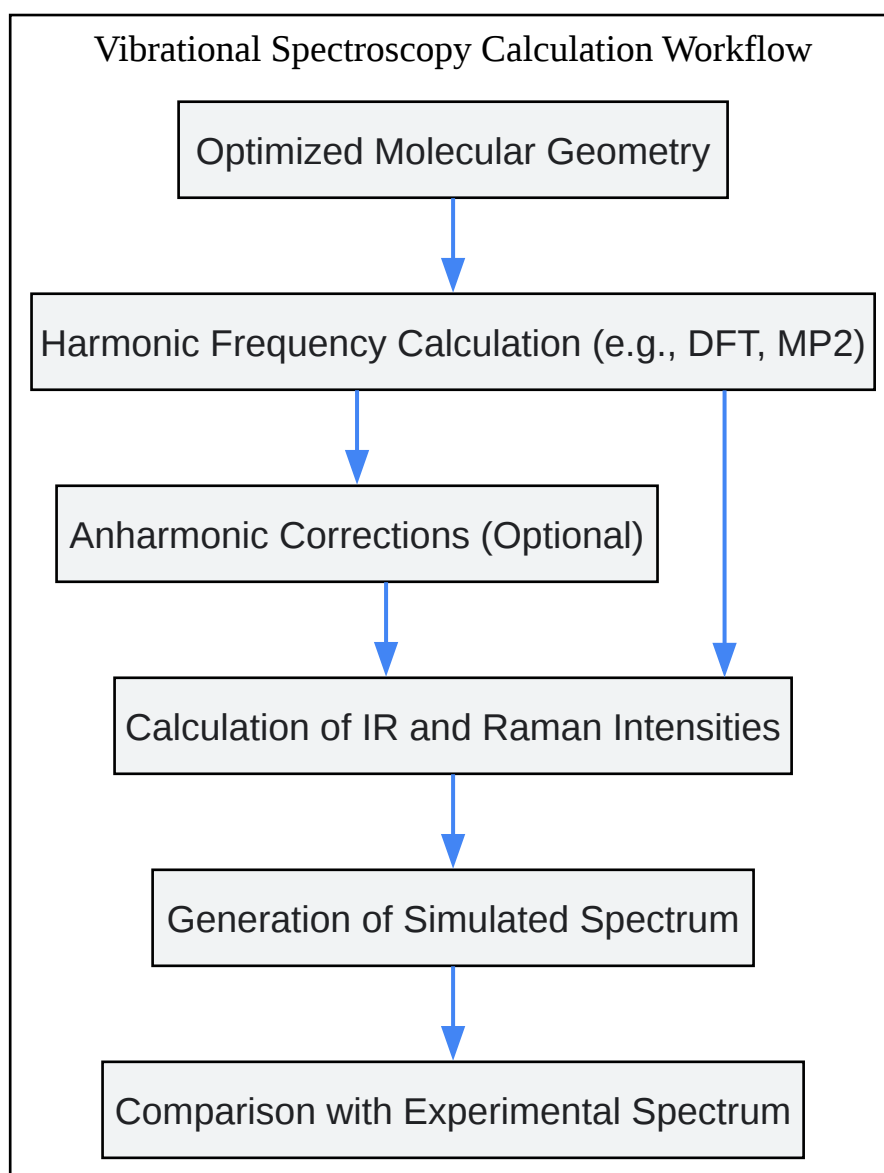 Vibrational Spectroscopy Calculation Workflow
Optimized Molecular Geometry
Harmonic Frequency Calculation (e.g., DFT, MP2)
Anharmonic Corrections (Optional)
Calculation of IR and Raman Intensities
Generation of Simulated Spectrum
Comparison with Experimental Spectrum